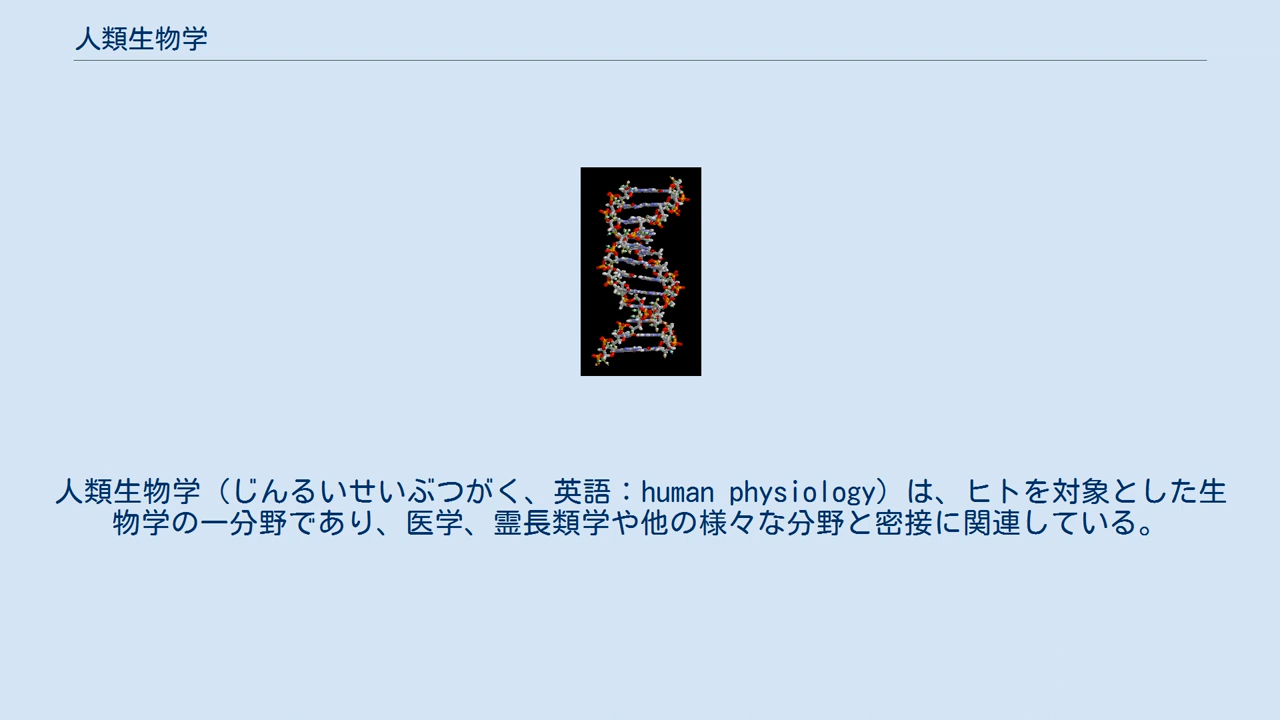 人類生物学
人類生物学（じんるいせいぶつがく、英語：human physiology）は、ヒトを対象とした生
物学の一分野であり、医学、霊長類学や他の様々な分野と密接に関連している。